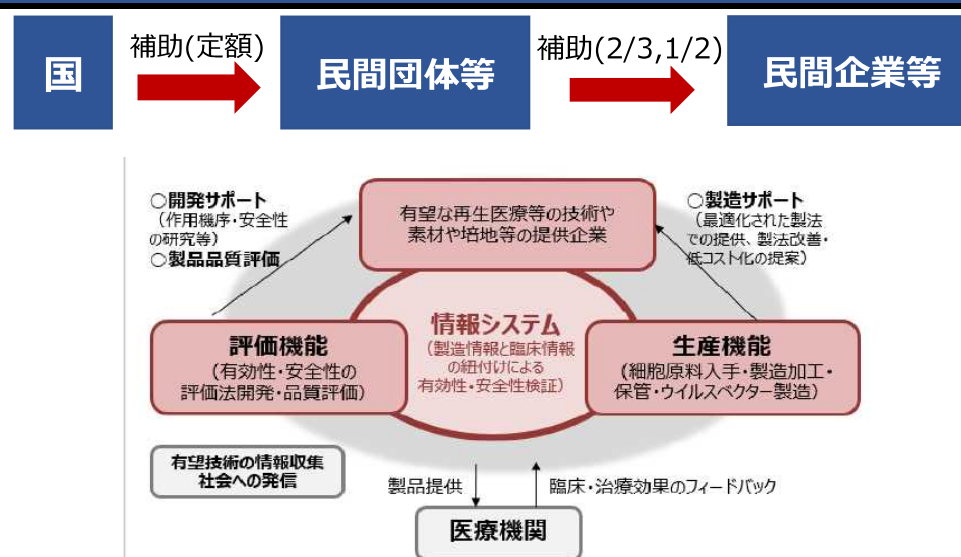 国
補助(定額)
民間団体等
補助(2/3,1/2)
民間企業等
○開発サポート
（作用機序・安全性
の研究等）
○製品品質評価
有望な再生医療等の技術や
素材や培地等の提供企業
○製造サポート
（最適化された製法
での提供、製法改善・
低コスト化の提案）
情報システム
（製造情報と臨床情報
の紐付けによる
有効性・安全性検証）
評価機能
（有効性・安全性の
評価法開発・品質評価）
生産機能
（細胞原料入手・製造加工・
保管・ウイルスベクター製造）
有望技術の情報収集
社会への発信
製品提供
臨床・治療効果のフィードバック
医療機関